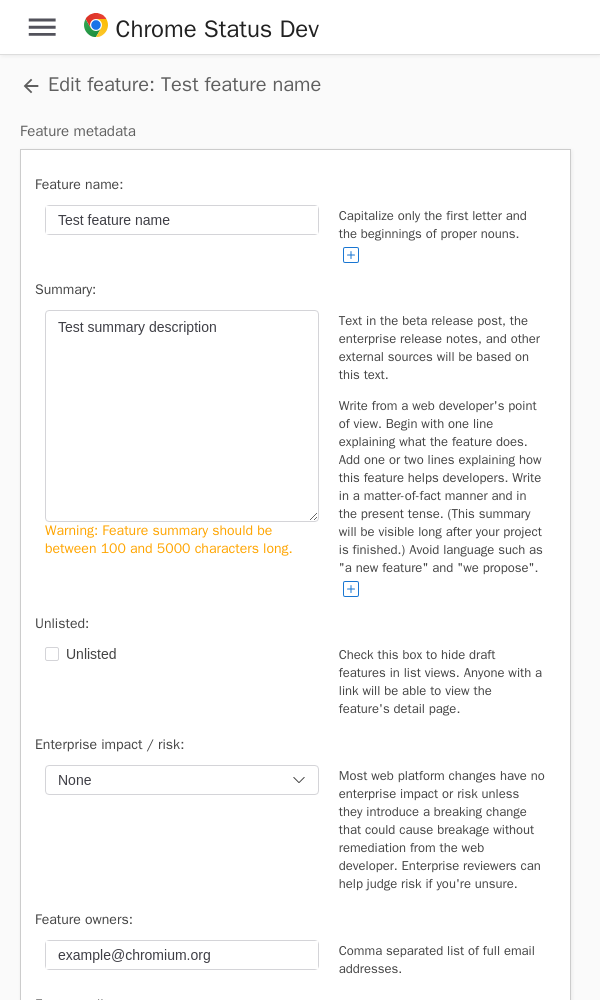 Chrome Status Dev
Edit feature: Test feature name
Feature metadata
Feature name:
Test feature name
Capitalize only the first letter and
the beginnings of proper nouns.
Summary:
Test summary description
Text in the beta release post, the
enterprise release notes, and other
external sources will be based on
this text.
Write from a web developer's point
of view. Begin with one line
explaining what the feature does.
Add one or two lines explaining how
this feature helps developers. Write
in a matter-of-fact manner and in
the present tense. (This summary
will be visible long after your project
is finished.) Avoid language such as
"a new feature" and "we propose".
Warning: Feature summary should be
between 100 and 5000 characters long.
Unlisted:
Unlisted
Check this box to hide draft
features in list views. Anyone with a
link will be able to view the
feature's detail page.
Enterprise impact / risk:
None
Most web platform changes have no
enterprise impact or risk unless
they introduce a breaking change
that could cause breakage without
remediation from the web
developer. Enterprise reviewers can
help judge risk if you're unsure.
Feature owners:
example@chromium.org
Comma separated list of full email
addresses.